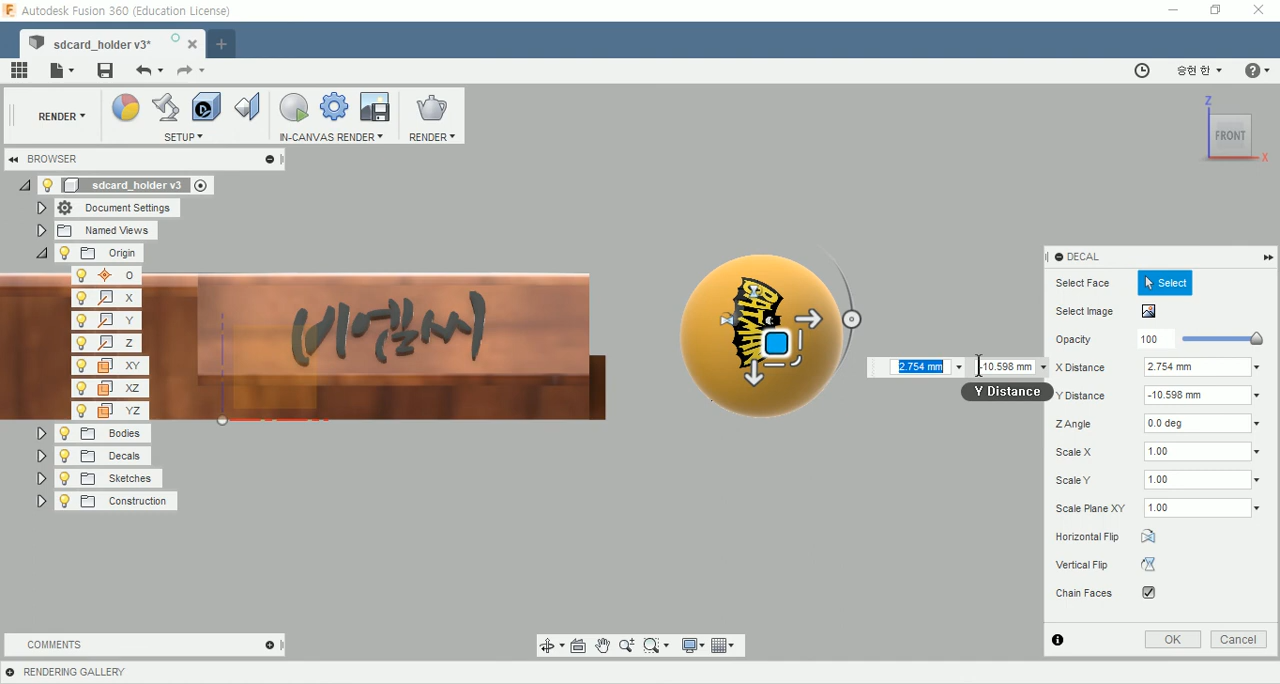 Autodesk Fusion 360 (Education License)
sdcard_holder v3*
승현 한
RENDER
SETUP
IN-CANVAS RENDER
RENDER
Z
FRONT
X
BROWSER
sdcard_holder v3
Document Settings
Named Views
Origin
O
X
Y
Z
XY
XZ
YZ
Bodies
Decals
Sketches
Construction
비엘씨
BATMAN
2.754 mm
-10.598 mm
Y Distance
DECAL
Select Face
Select
Select Image
Opacity
100
X Distance
2.754 mm
Y Distance
-10.598 mm
Z Angle
0.0 deg
Scale X
1.00
Scale Y
1.00
Scale Plane XY
1.00
Horizontal Flip
Vertical Flip
Chain Faces
OK
Cancel
COMMENTS
RENDERING GALLERY